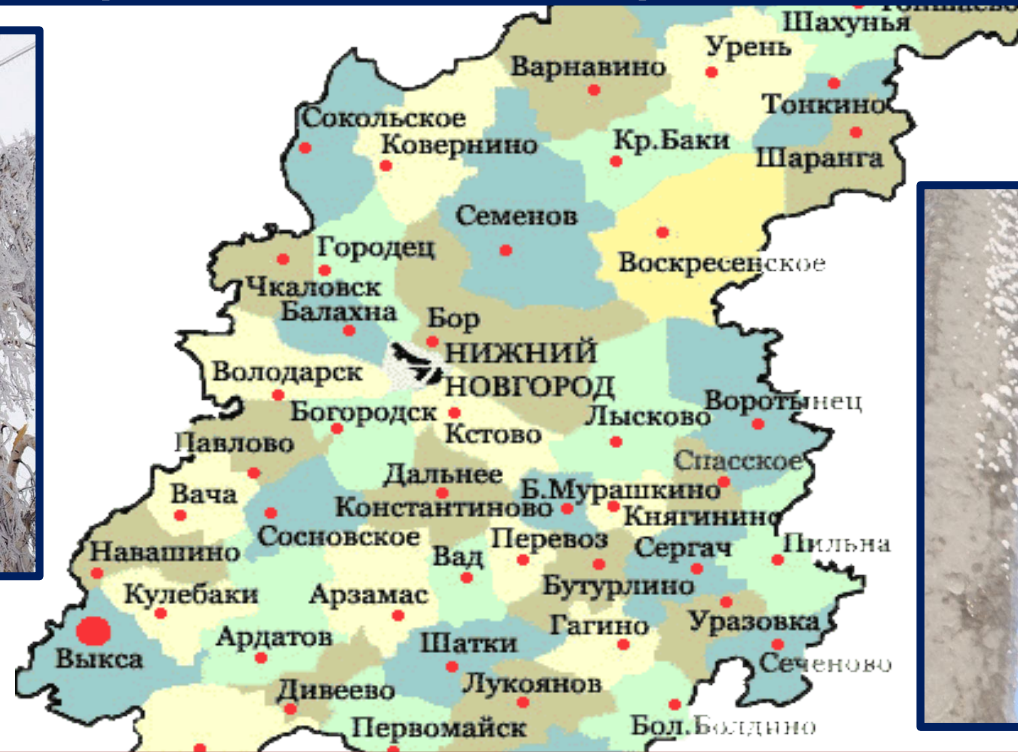 Шахунья
Урень
Варнавино
Тонкино
Сокольское
Ковернино
Кр.Баки
Шаранга
Семенов
Городец
Воскресенское
Чкаловск
Балахна
Бор
НИЖНИЙ
НОВГОРОД
Володарск
Богородск
Лысково
Воротынец
Павлово
Кстово
Спасское
Дальнее
Константиново
Вача
Б.Мурашкино
Княгинино
Сосновское
Навашино
Вад
Перевоз
Сергач
Пильна
Кулебаки
Арзамас
Бутурлино
Ардатов
Шатки
Гагино
Уразовка
Выкса
Сеченово
Дивеево
Лукоянов
Первомайск
Бол.Болдино